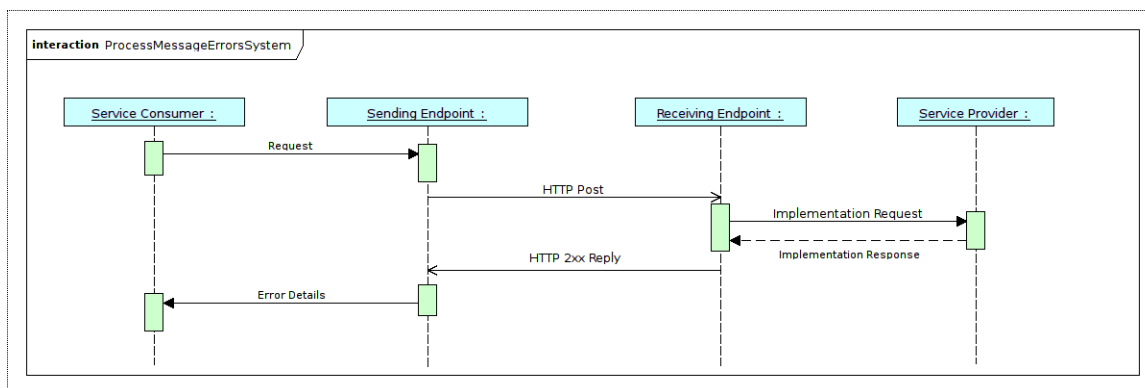 interaction ProcessMessageErrorsSystem
Service Consumer :
Sending Endpoint :
Receiving Endpoint :
Service Provider :
Request
HTTP Post
Implementation Request
Implementation Response
HTTP 2xx Reply
Error Details